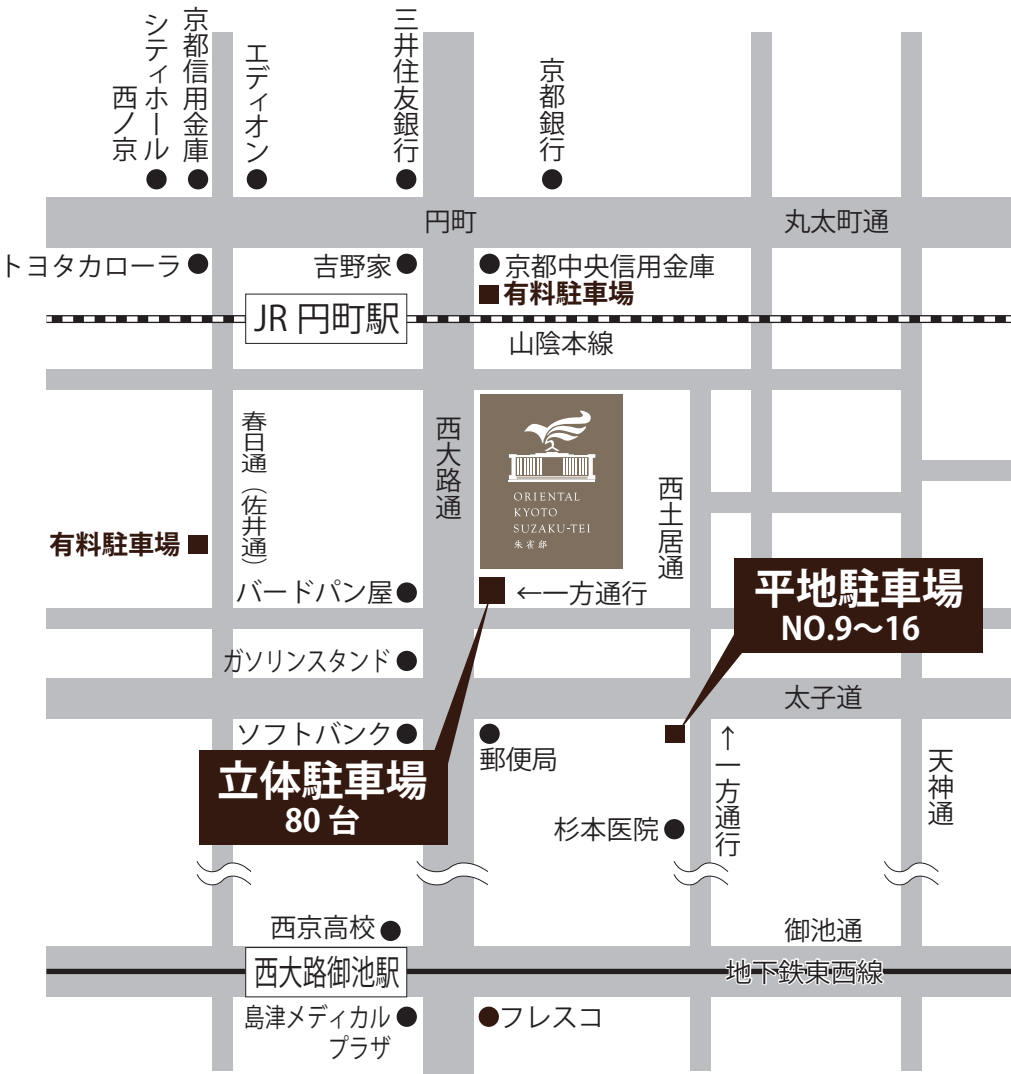 シティホール
西ノ京
京都信用金庫
エディオン
三井住友銀行
京都銀行
円町
丸太町通
トヨタカローラ
吉野家
京都中央信用金庫
有料駐車場
JR 円町駅
山陰本線
春日通（佐井通）
西大路通
ORIENTAL
KYOTO
SUZAKU-TEI
朱雀邸
西土居通
有料駐車場
バードパン屋
←一方通行
平地駐車場
NO.9〜16
ガソリンスタンド
太子道
ソフトバンク
郵便局
↑一方通行
天神通
立体駐車場
80 台
杉本医院
西京高校
御池通
西大路御池駅
地下鉄東西線
島津メディカル
プラザ
フレスコ